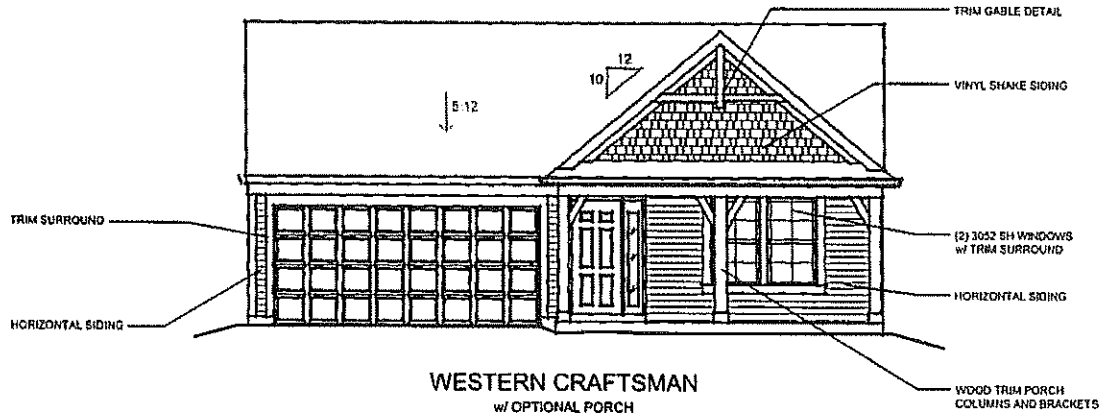 TRIM GABLE DETAIL
12
10
VINYL SHAKE SIDING
5:12
TRIM SURROUND
(2) 3052 SH WINDOWS
w/ TRIM SURROUND
HORIZONTAL SIDING
HORIZONTAL SIDING
WESTERN CRAFTSMAN
w/ OPTIONAL PORCH
WOOD TRIM PORCH
COLUMNS AND BRACKETS